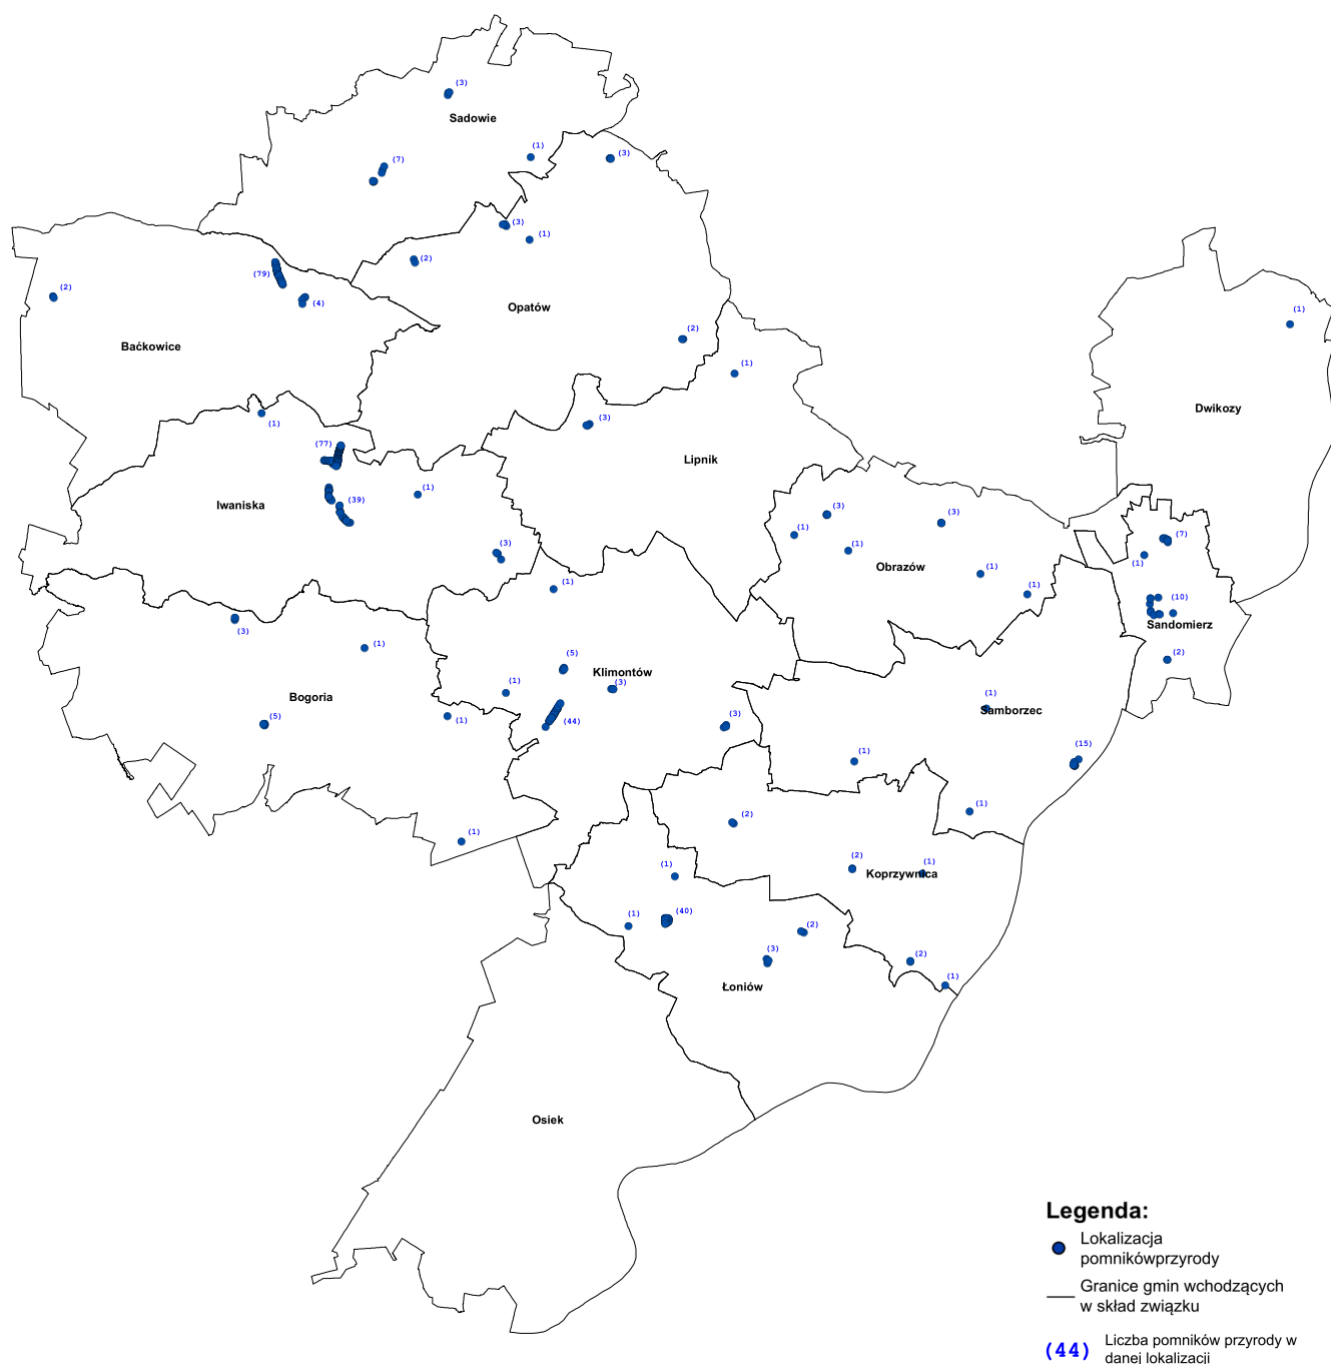 (3)
Sadowie
(1)
(3)
(7)
(3)
(1)
(2)
(79)
(2)
(4)
Opatów
(1)
Baćkowice
(2)
(1)
Dwikozy
(1)
(3)
(77)
Lipnik
(1)
Iwaniska
(39)
(3)
(3)
(1)
(7)
(1)
(1)
(3)
Obrazów
(1)
(1)
(1)
(10)
Sandomierz
(3)
(1)
(5)
Klimontów
(2)
(1)
(3)
(1)
Bogoria
Samborzec
(5)
(1)
(44)
(3)
(15)
(1)
(1)
(2)
(1)
(2)
(1)
Koprzywnica
(1)
(1)
(40)
(2)
(3)
(2)
(1)
Łoniów
Osiek
Legenda:
Lokalizacja
pomnikówprzyrody
Granice gmin wchodzących
w skład związku
(44) Liczba pomników przyrody w
danej lokalizacji